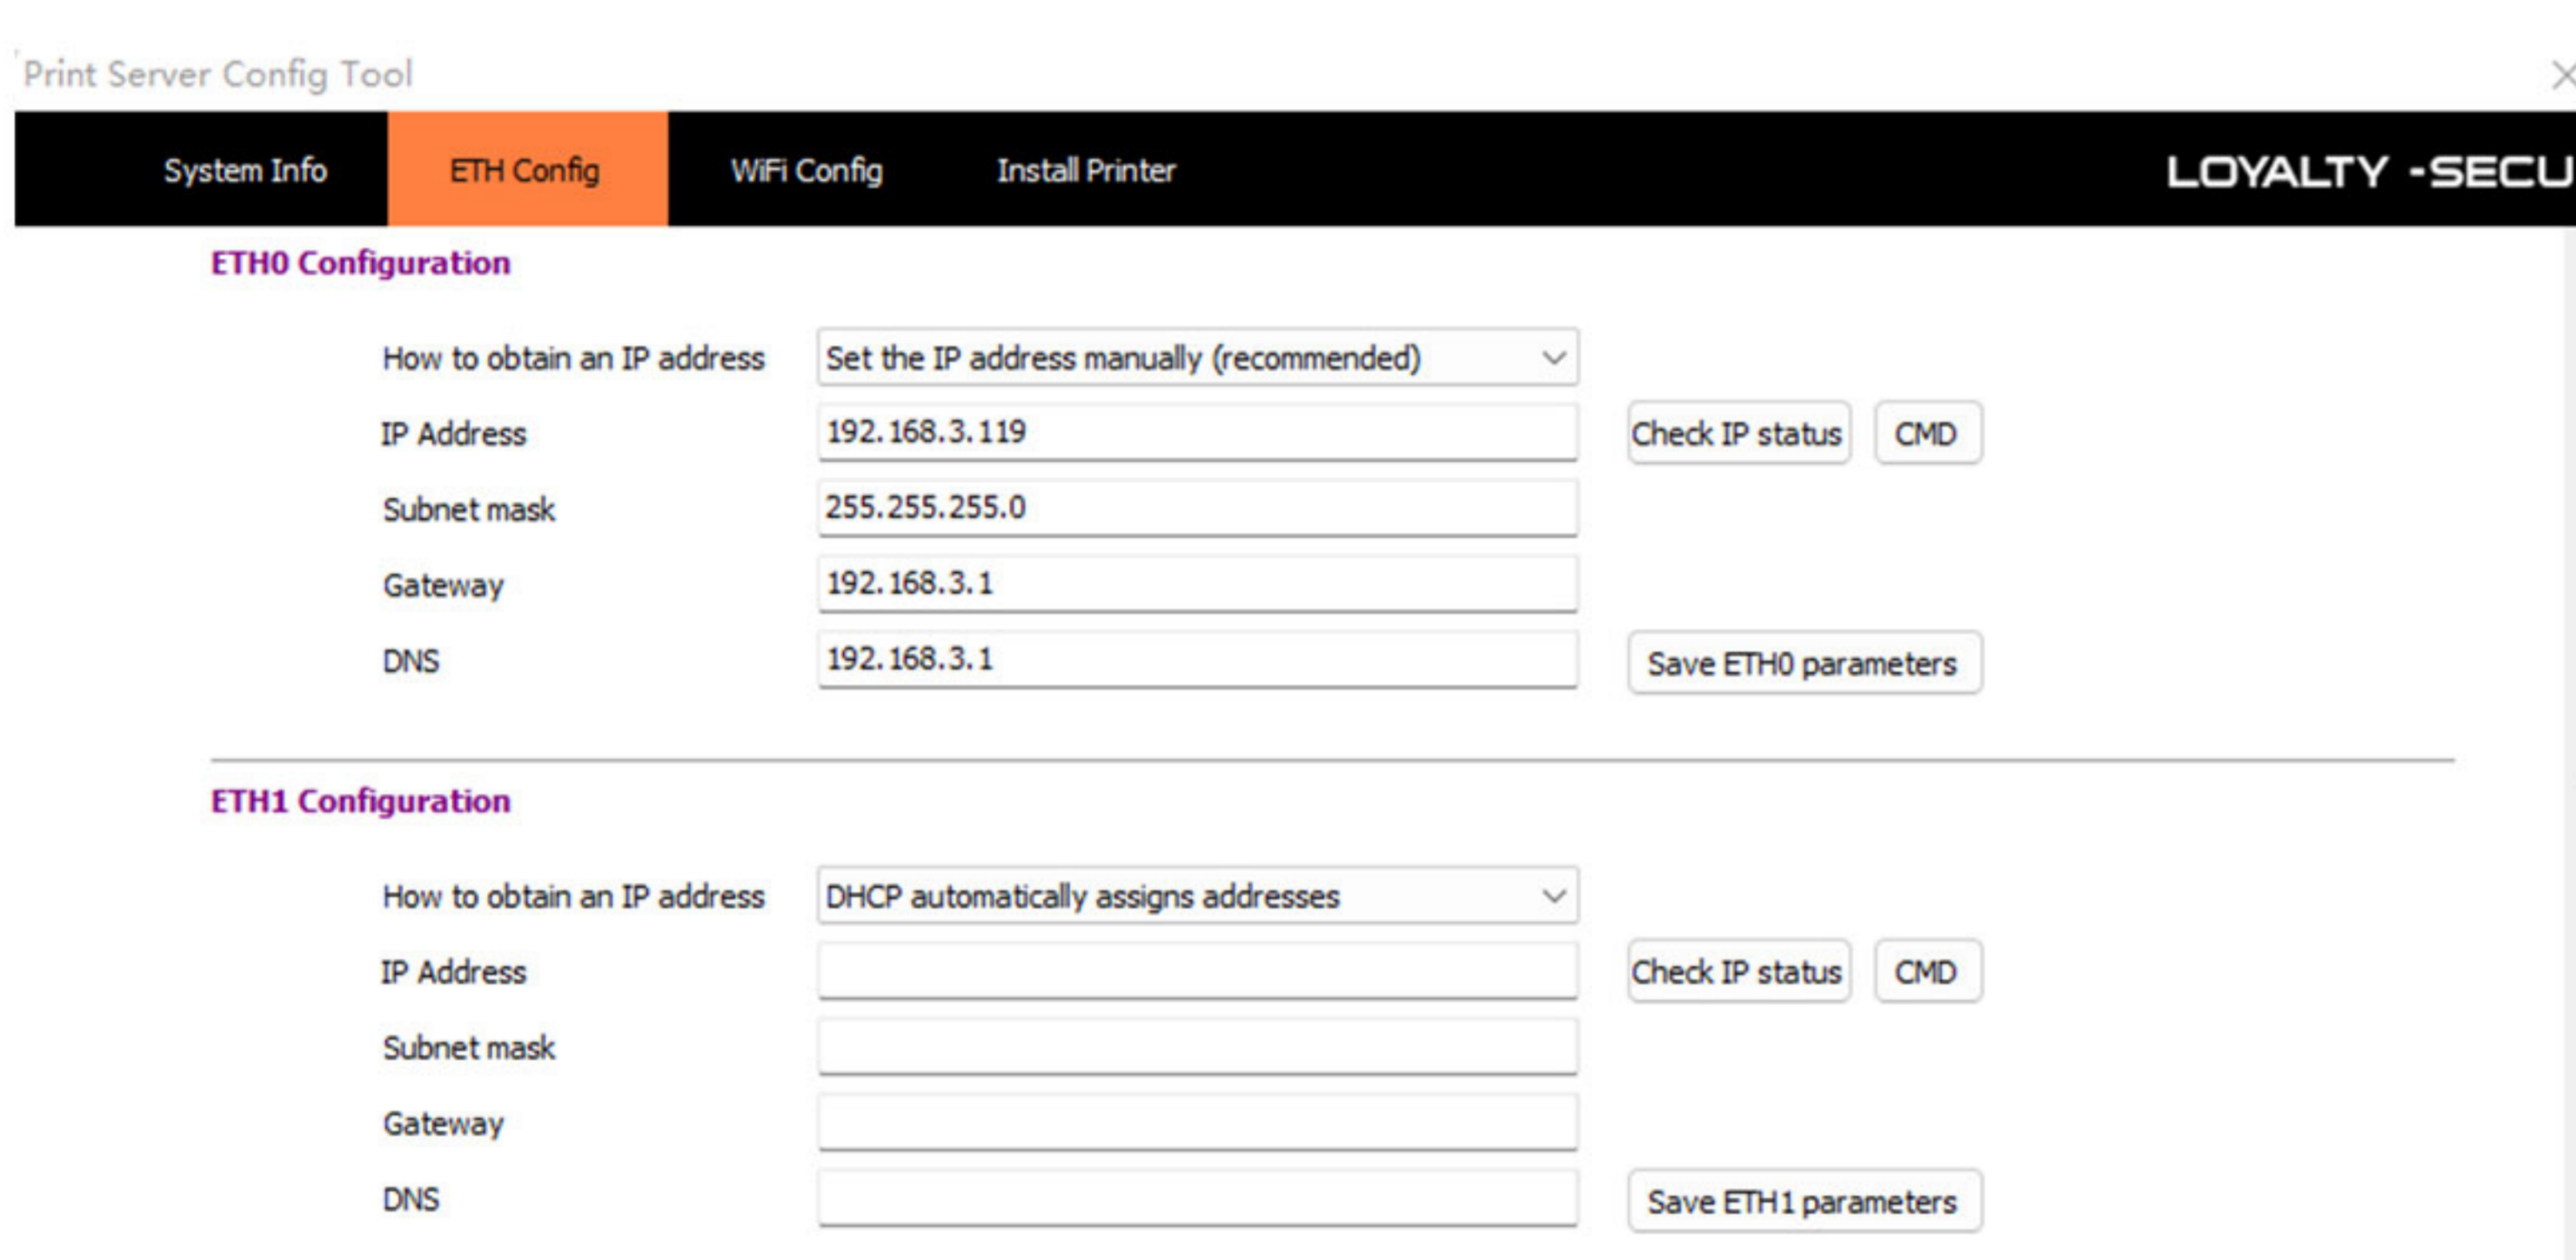 Print Server Config Tool
System Info ETH Config WiFi Config Install Printer LOYALTY -SECU
ETH0 Configuration
How to obtain an IP address Set the IP address manually (recommended)
IP Address 192.168.3.119 Check IP status CMD
Subnet mask 255.255.255.0
Gateway 192.168.3.1
DNS 192.168.3.1 Save ETH0 parameters
ETH1 Configuration
How to obtain an IP address DHCP automatically assigns addresses
IP Address Check IP status CMD
Subnet mask
Gateway
DNS Save ETH1 parameters